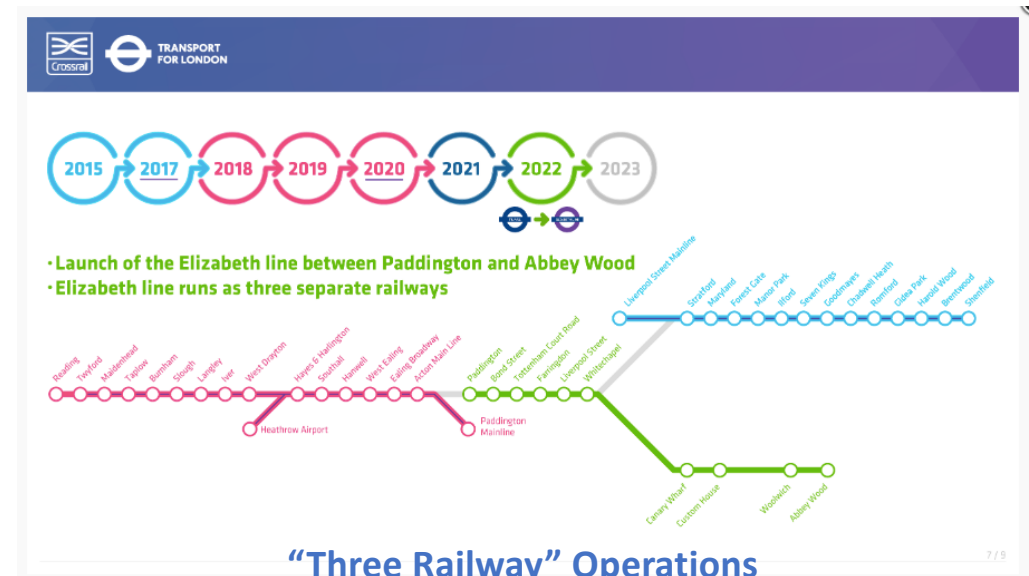 Crossrail
TRANSPORT
FOR LONDON
2015
2017
2018
2019
2020
2021
2022
2023
·Launch of the Elizabeth line between Paddington and Abbey Wood
·Elizabeth line runs as three separate railways
Liverpool Street Mainline
Stratford
Maryland
Forest Gate
Manor Park
Ilford
Seven Kings
Goodmayes
Chadwell Heath
Romford
Gidea Park
Harold Wood
Brentwood
Shenfield
Reading
Twyford
Maidenhead
Taplow
Burnham
Slough
Langley
Iver
West Drayton
Hayes & Harlington
Southall
Hanwell
West Ealing
Ealing Broadway
Acton Main Line
Paddington
Bond Street
Tottenham Court Road
Farringdon
Liverpool Street
Whitechapel
Heathrow Airport
Paddington
Mainline
Canary Wharf
Custom House
Woolwich
Abbey Wood
7 / 9
“Three Railway” Operations